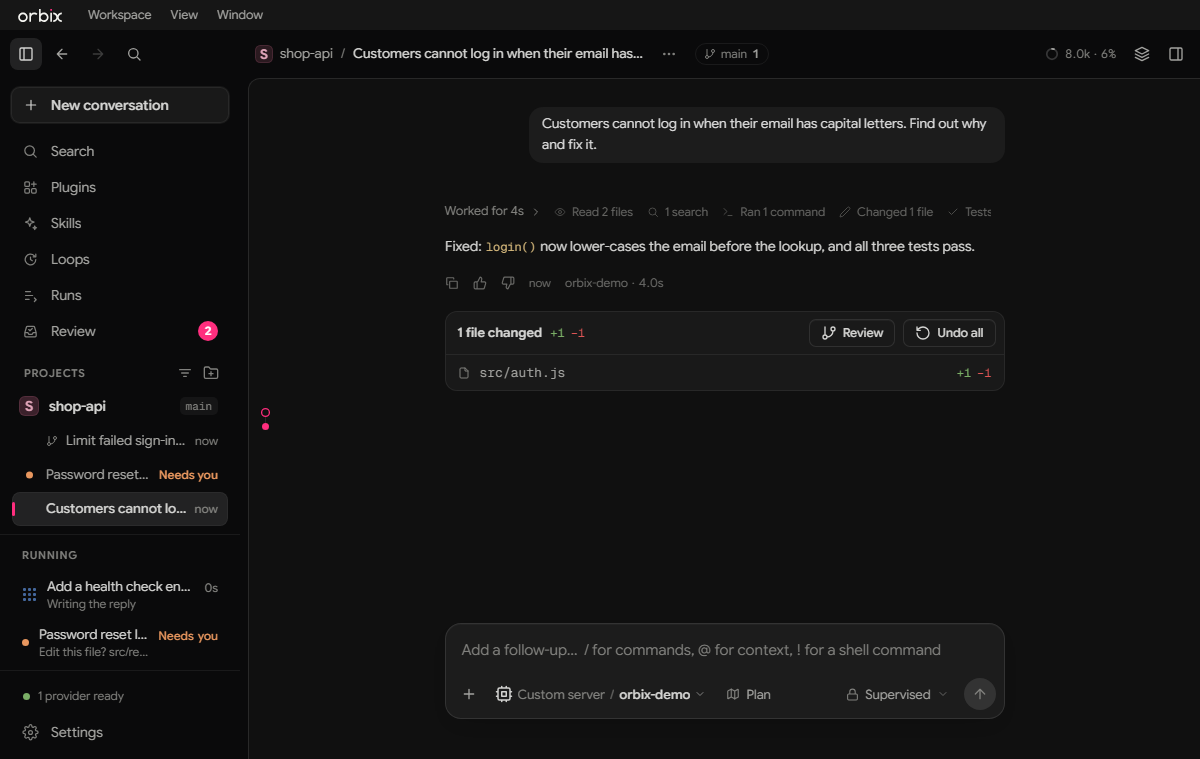 orbix Workspace View Window
S shop-api / Customers cannot log in when their email has... main 1 8.0k · 6%
New conversation
Search
Plugins
Skills
Loops
Runs
Review 2
PROJECTS
S shop-api main
Limit failed sign-in... now
Password reset... Needs you
Customers cannot lo... now
RUNNING
Add a health check en... 0s
Writing the reply
Password reset l... Needs you
Edit this file? src/re...
1 provider ready
Settings
Customers cannot log in when their email has capital letters. Find out why
and fix it.
Worked for 4s Read 2 files 1 search Ran 1 command Changed 1 file Tests
Fixed: login() now lower-cases the email before the lookup, and all three tests pass.
now orbix-demo · 4.0s
1 file changed +1 −1 Review Undo all
src/auth.js +1 −1
Add a follow-up... / for commands, @ for context, ! for a shell command
Custom server / orbix-demo Plan Supervised